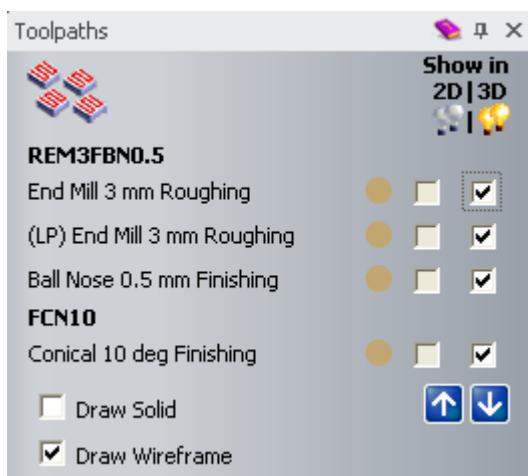 Toolpaths
Show in
2D|3D
REM3FBN0.5
End Mill 3 mm Roughing
(LP) End Mill 3 mm Roughing
Ball Nose 0.5 mm Finishing
FCN10
Conical 10 deg Finishing
Draw Solid
Draw Wireframe